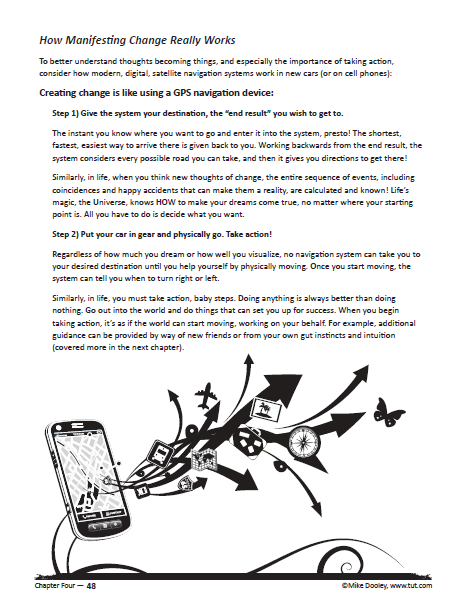 How Manifesting Change Really Works
To better understand thoughts becoming things, and especially the importance of taking action,
consider how modern, digital, satellite navigation systems work in new cars (or on cell phones):
Creating change is like using a GPS navigation device:
Step 1) Give the system your destination, the “end result” you wish to get to.
The instant you know where you want to go and enter it into the system, presto! The shortest,
fastest, easiest way to arrive there is given back to you. Working backwards from the end result, the
system considers every possible road you can take, and then it gives you directions to get there!
Similarly, in life, when you think new thoughts of change, the entire sequence of events, including
coincidences and happy accidents that can make them a reality, are calculated and known! Life’s
magic, the Universe, knows HOW to make your dreams come true, no matter where your starting
point is. All you have to do is decide what you want.
Step 2) Put your car in gear and physically go. Take action!
Regardless of how much you dream or how well you visualize, no navigation system can take you to
your desired destination until you help yourself by physically moving. Once you start moving, the
system can tell you when to turn right or left.
Similarly, in life, you must take action, baby steps. Doing anything is always better than doing
nothing. Go out into the world and do things that can set you up for success. When you begin
taking action, it’s as if the world can start moving, working on your behalf. For example, additional
guidance can be provided by way of new friends or from your own gut instincts and intuition
(covered more in the next chapter).
Chapter Four — 48
©Mike Dooley, www.tut.com